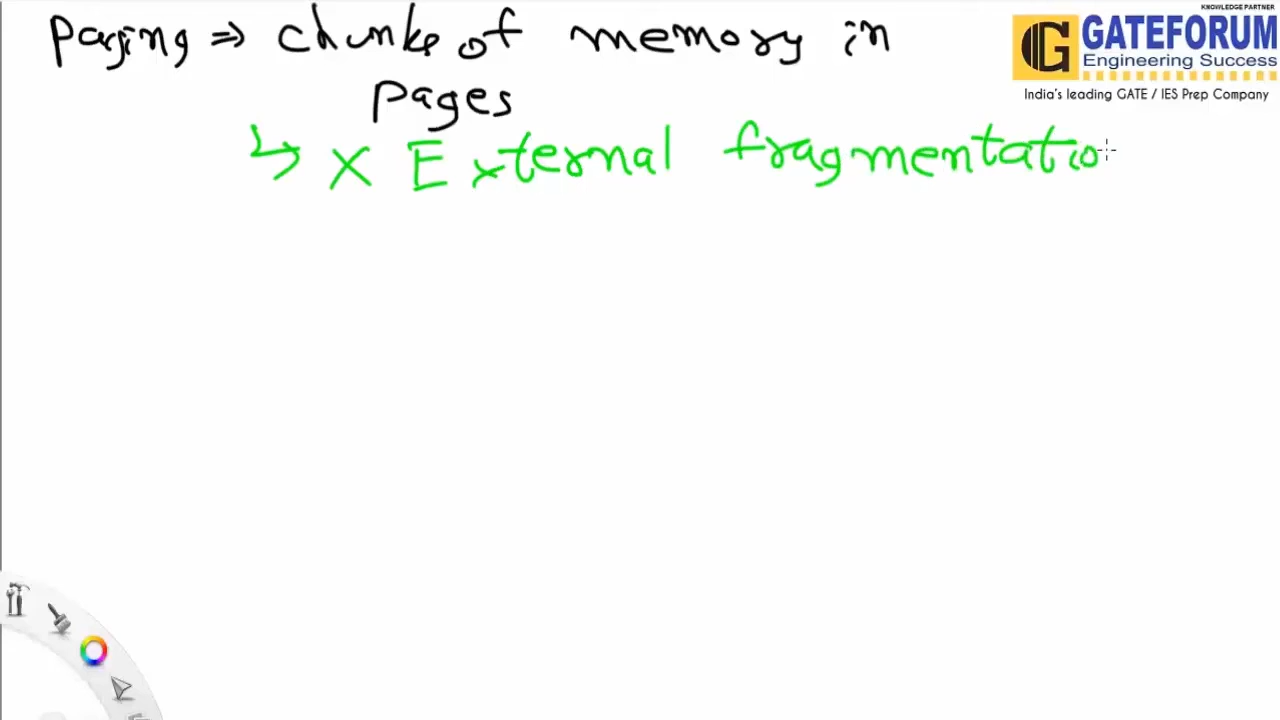 KNOWLEDGE PARTNER
GATEFORUM
Engineering Success
India's leading GATE / IES Prep Company
Paging ⇒ chunks of memory in
pages
↳ X External fragmentatio